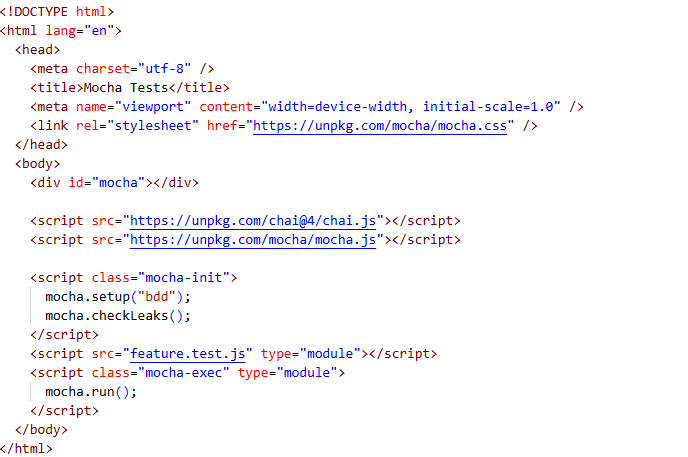 <!DOCTYPE html>
<html lang="en">
  <head>
    <meta charset="utf-8" />
    <title>Mocha Tests</title>
    <meta name="viewport" content="width=device-width, initial-scale=1.0" />
    <link rel="stylesheet" href="https://unpkg.com/mocha/mocha.css" />
  </head>
  <body>
    <div id="mocha"></div>

    <script src="https://unpkg.com/chai@4/chai.js"></script>
    <script src="https://unpkg.com/mocha/mocha.js"></script>

    <script class="mocha-init">
      mocha.setup("bdd");
      mocha.checkLeaks();
    </script>
    <script src="feature.test.js" type="module"></script>
    <script class="mocha-exec" type="module">
      mocha.run();
    </script>
  </body>
</html>